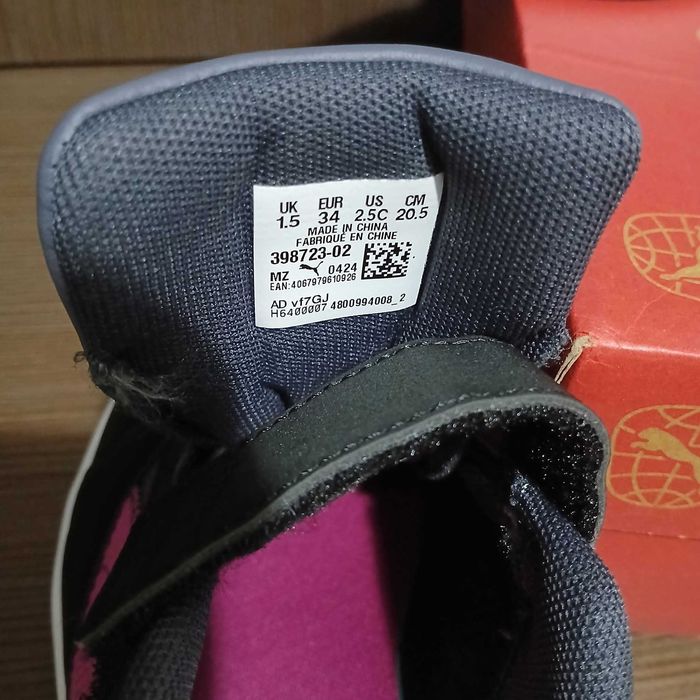 UK EUR US CM
1.5 34 2.5C 20.5
MADE IN CHINA
FABRIQUÉ EN CHINE
398723-02
MZ 0424
EAN:4067979610926
AD vf7GJ
H6400007 4800994008_2